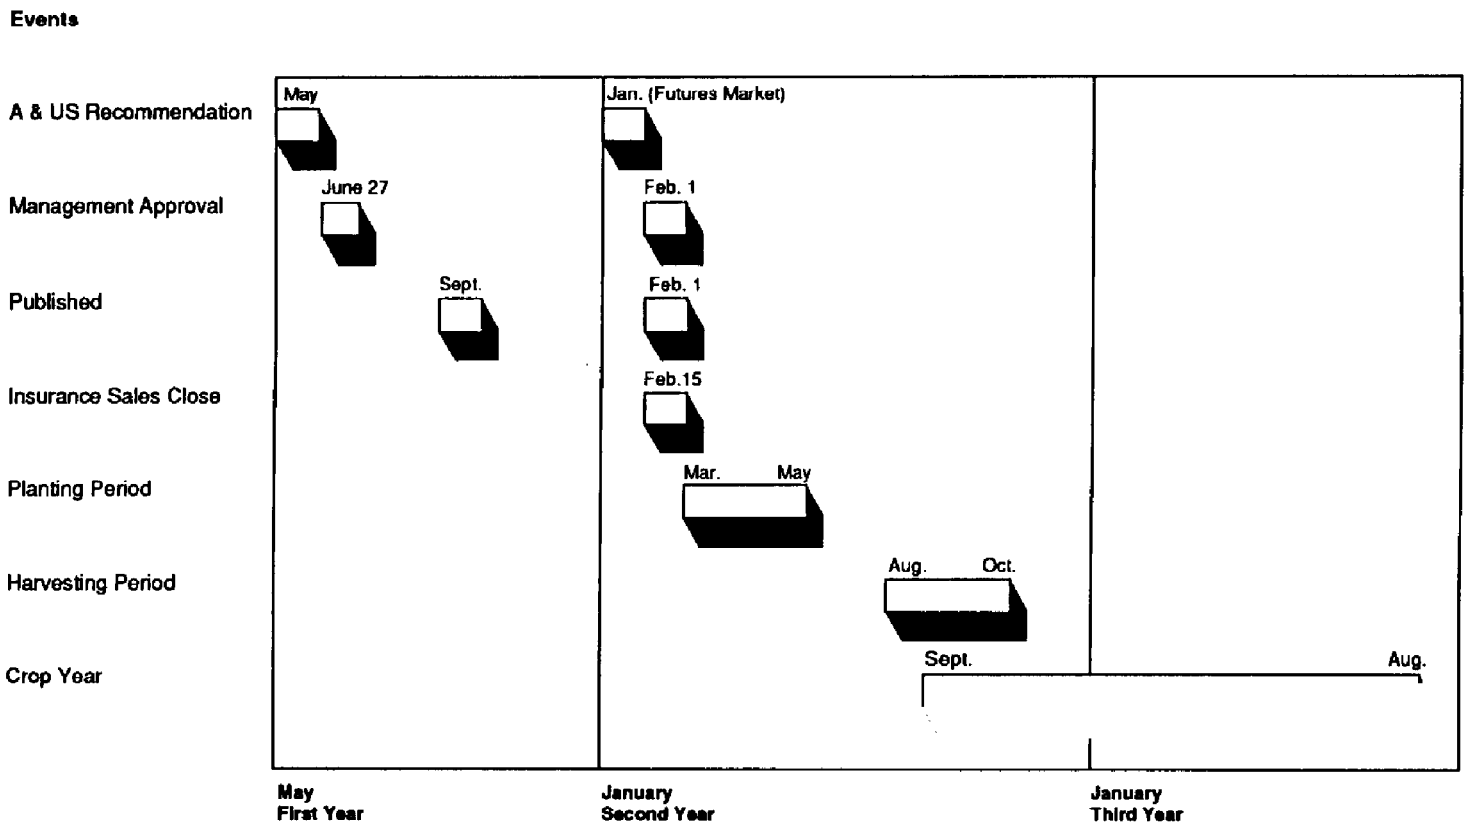 Events
A & US Recommendation
May
Jan. (Futures Market)
Management Approval
June 27
Feb. 1
Published
Sept.
Feb. 1
Insurance Sales Close
Feb.15
Planting Period
Mar.
May
Harvesting Period
Aug.
Oct.
Crop Year
Sept.
Aug.
May
First Year
January
Second Year
January
Third Year